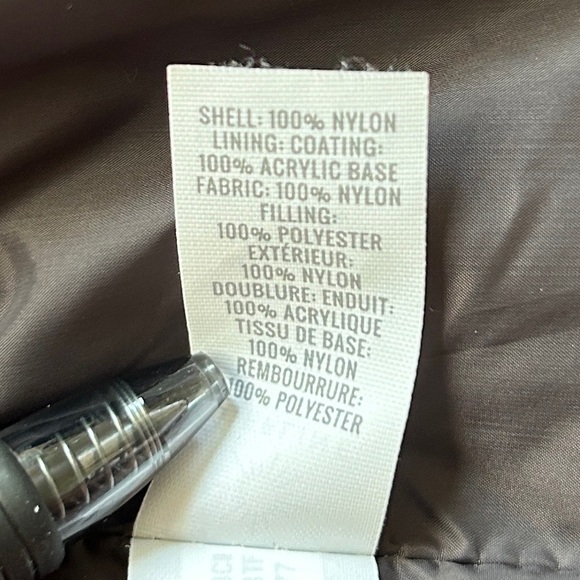 SHELL: 100% NYLON
LINING: COATING:
100% ACRYLIC BASE
FABRIC: 100% NYLON
FILLING:
100% POLYESTER
EXTÉRIEUR:
100% NYLON
DOUBLURE: ENDUIT:
100% ACRYLIQUE
TISSU DE BASE:
100% NYLON
REMBOURRURE:
100% POLYESTER